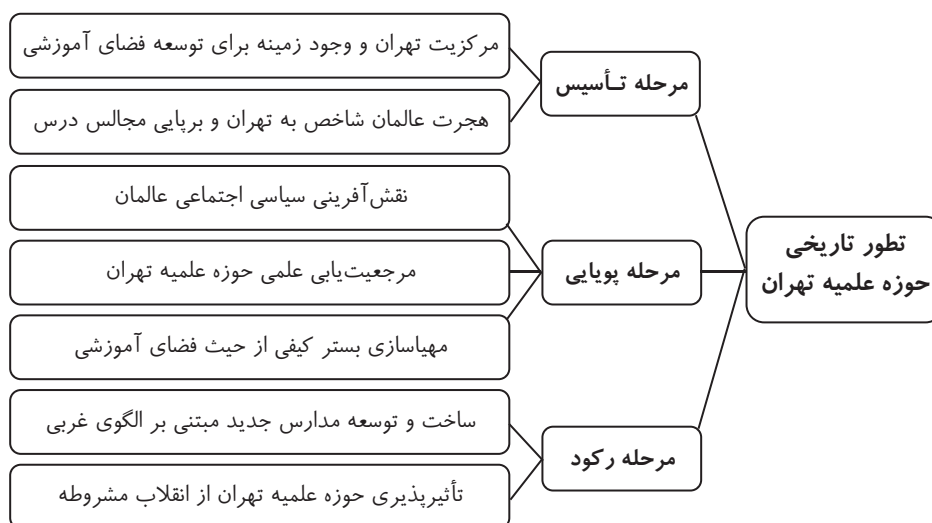 تطور تاریخی
حوزه علمیه تهران
مرحله تـأسیس
مرکزیت تهران و وجود زمینه برای توسعه فضای آموزشی
هجرت عالمان شاخص به تهران و برپایی مجالس درس
مرحله پویایی
نقش‌آفرینی سیاسی اجتماعی عالمان
مرجعیت‌یابی علمی حوزه علمیه تهران
مهیاسازی بستر کیفی از حیث فضای آموزشی
مرحله رکود
ساخت و توسعه مدارس جدید مبتنی بر الگوی غربی
تأثیرپذیری حوزه علمیه تهران از انقلاب مشروطه